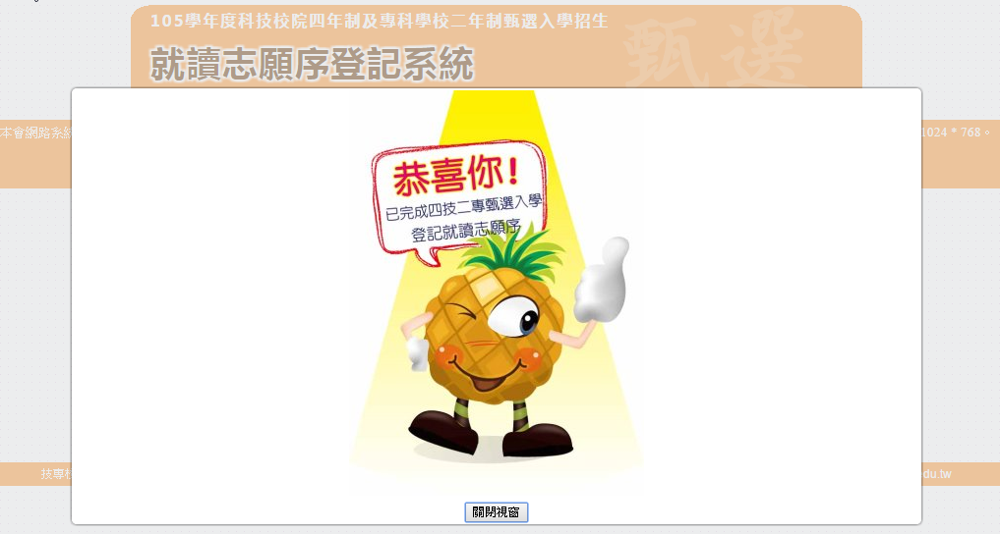 105學年度科技校院四年制及專科學校二年制甄選入學招生
甄選
就讀志願序登記系統
本會網路系統
1024 * 768。
恭喜你!
已完成四技二專甄選入學
登記就讀志願序
技專校
du.tw
關閉視窗